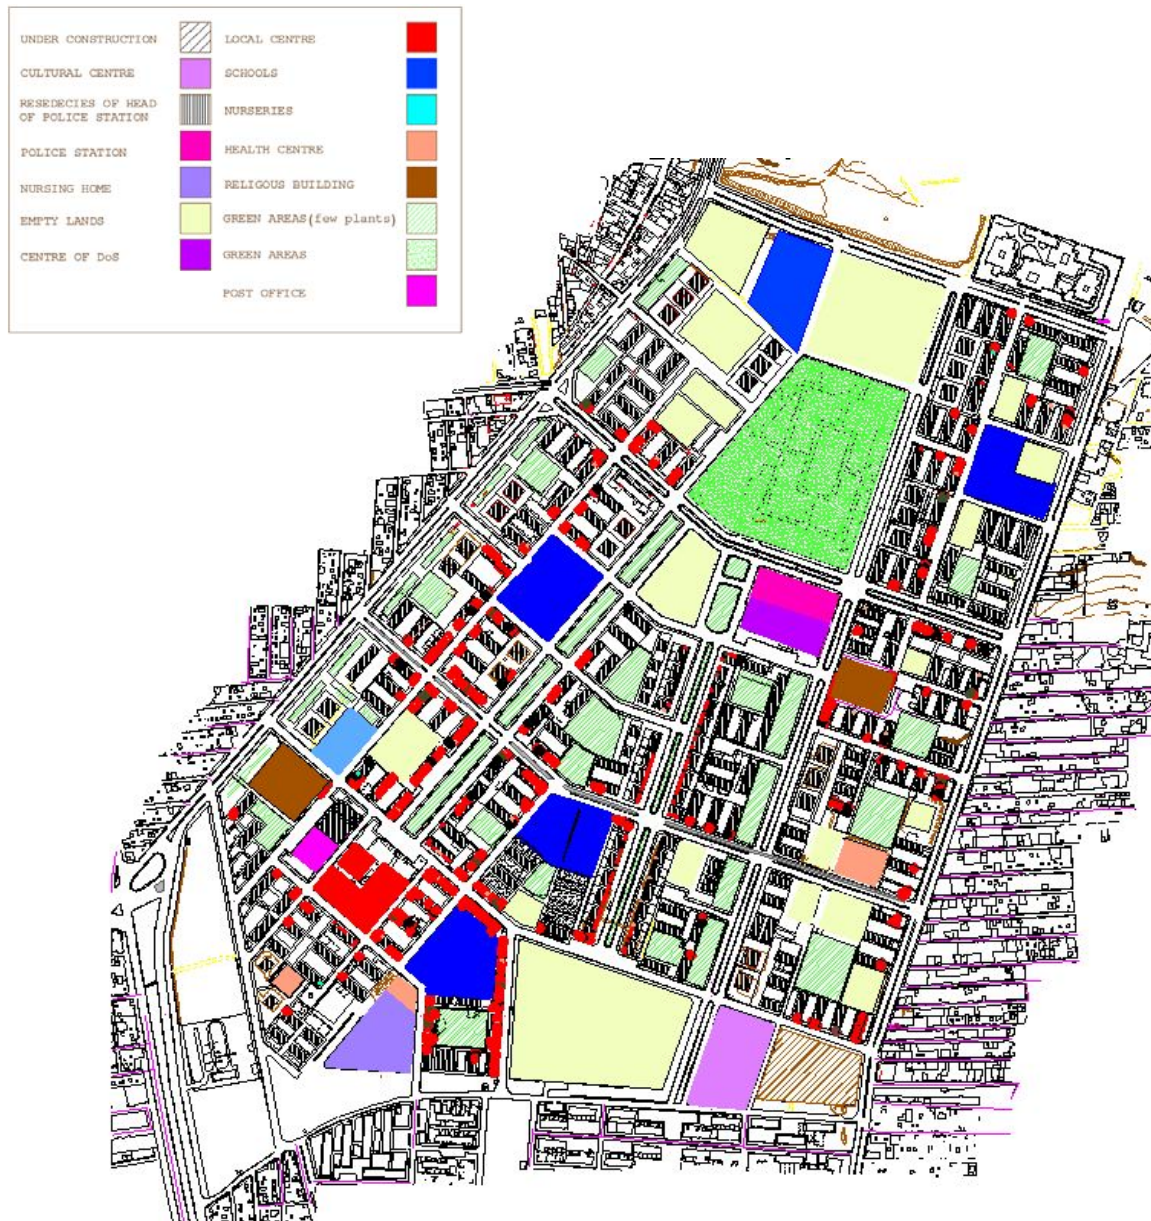 UNDER CONSTRUCTION
LOCAL CENTRE
CULTURAL CENTRE
SCHOOLS
RESEDECIES OF HEAD
OF POLICE STATION
NURSERIES
POLICE STATION
HEALTH CENTRE
NURSING HOME
RELIGOUS BUILDING
EMPTY LANDS
GREEN AREAS(few plants)
CENTRE OF DoS
GREEN AREAS
POST OFFICE